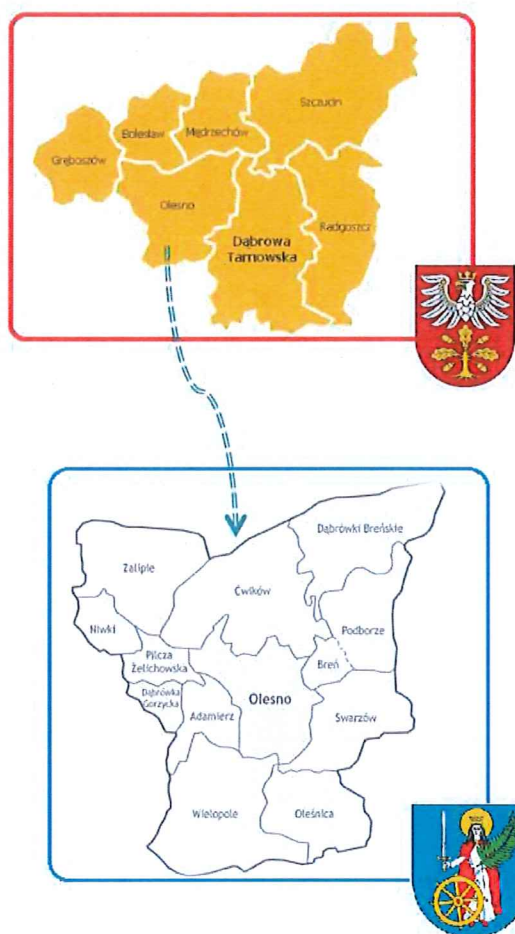 Szczucin
Bolesław
Mędrzechów
Gręboszów
Olesno
Radgoszcz
Dąbrowa
Tarnowska
Dąbrówki Breńskie
Zalipie
Ćwików
Niwki
Podborze
Pilcza
Żelichowska
Breń
Dąbrówka
Gorzycka
Olesno
Adamierz
Swarzów
Wielopole
Oleśnica